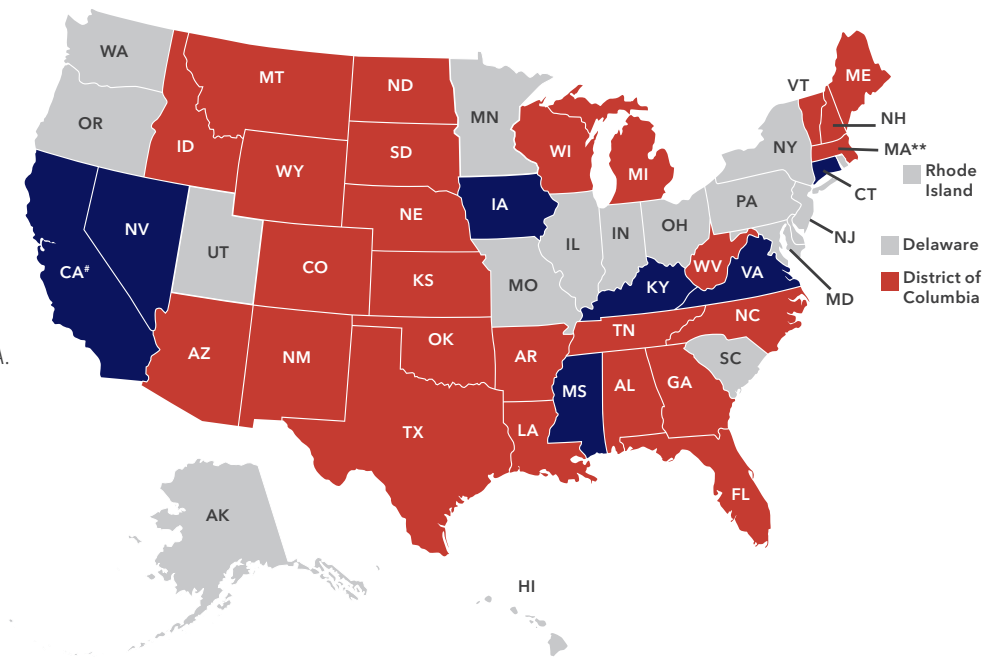 WA
MT
ND
MN
OR
ID
SD
WI
MI
NY
VT
ME
NH
MA**
Rhode
Island
CT
WY
NE
IA
PA
NJ
NV
UT
CO
KS
MO
IL
IN
OH
Delaware
CA#
WV
VA
District of
Columbia
KY
MD
A.
AZ
NM
OK
AR
TN
NC
SC
TX
LA
MS
AL
GA
FL
AK
HI